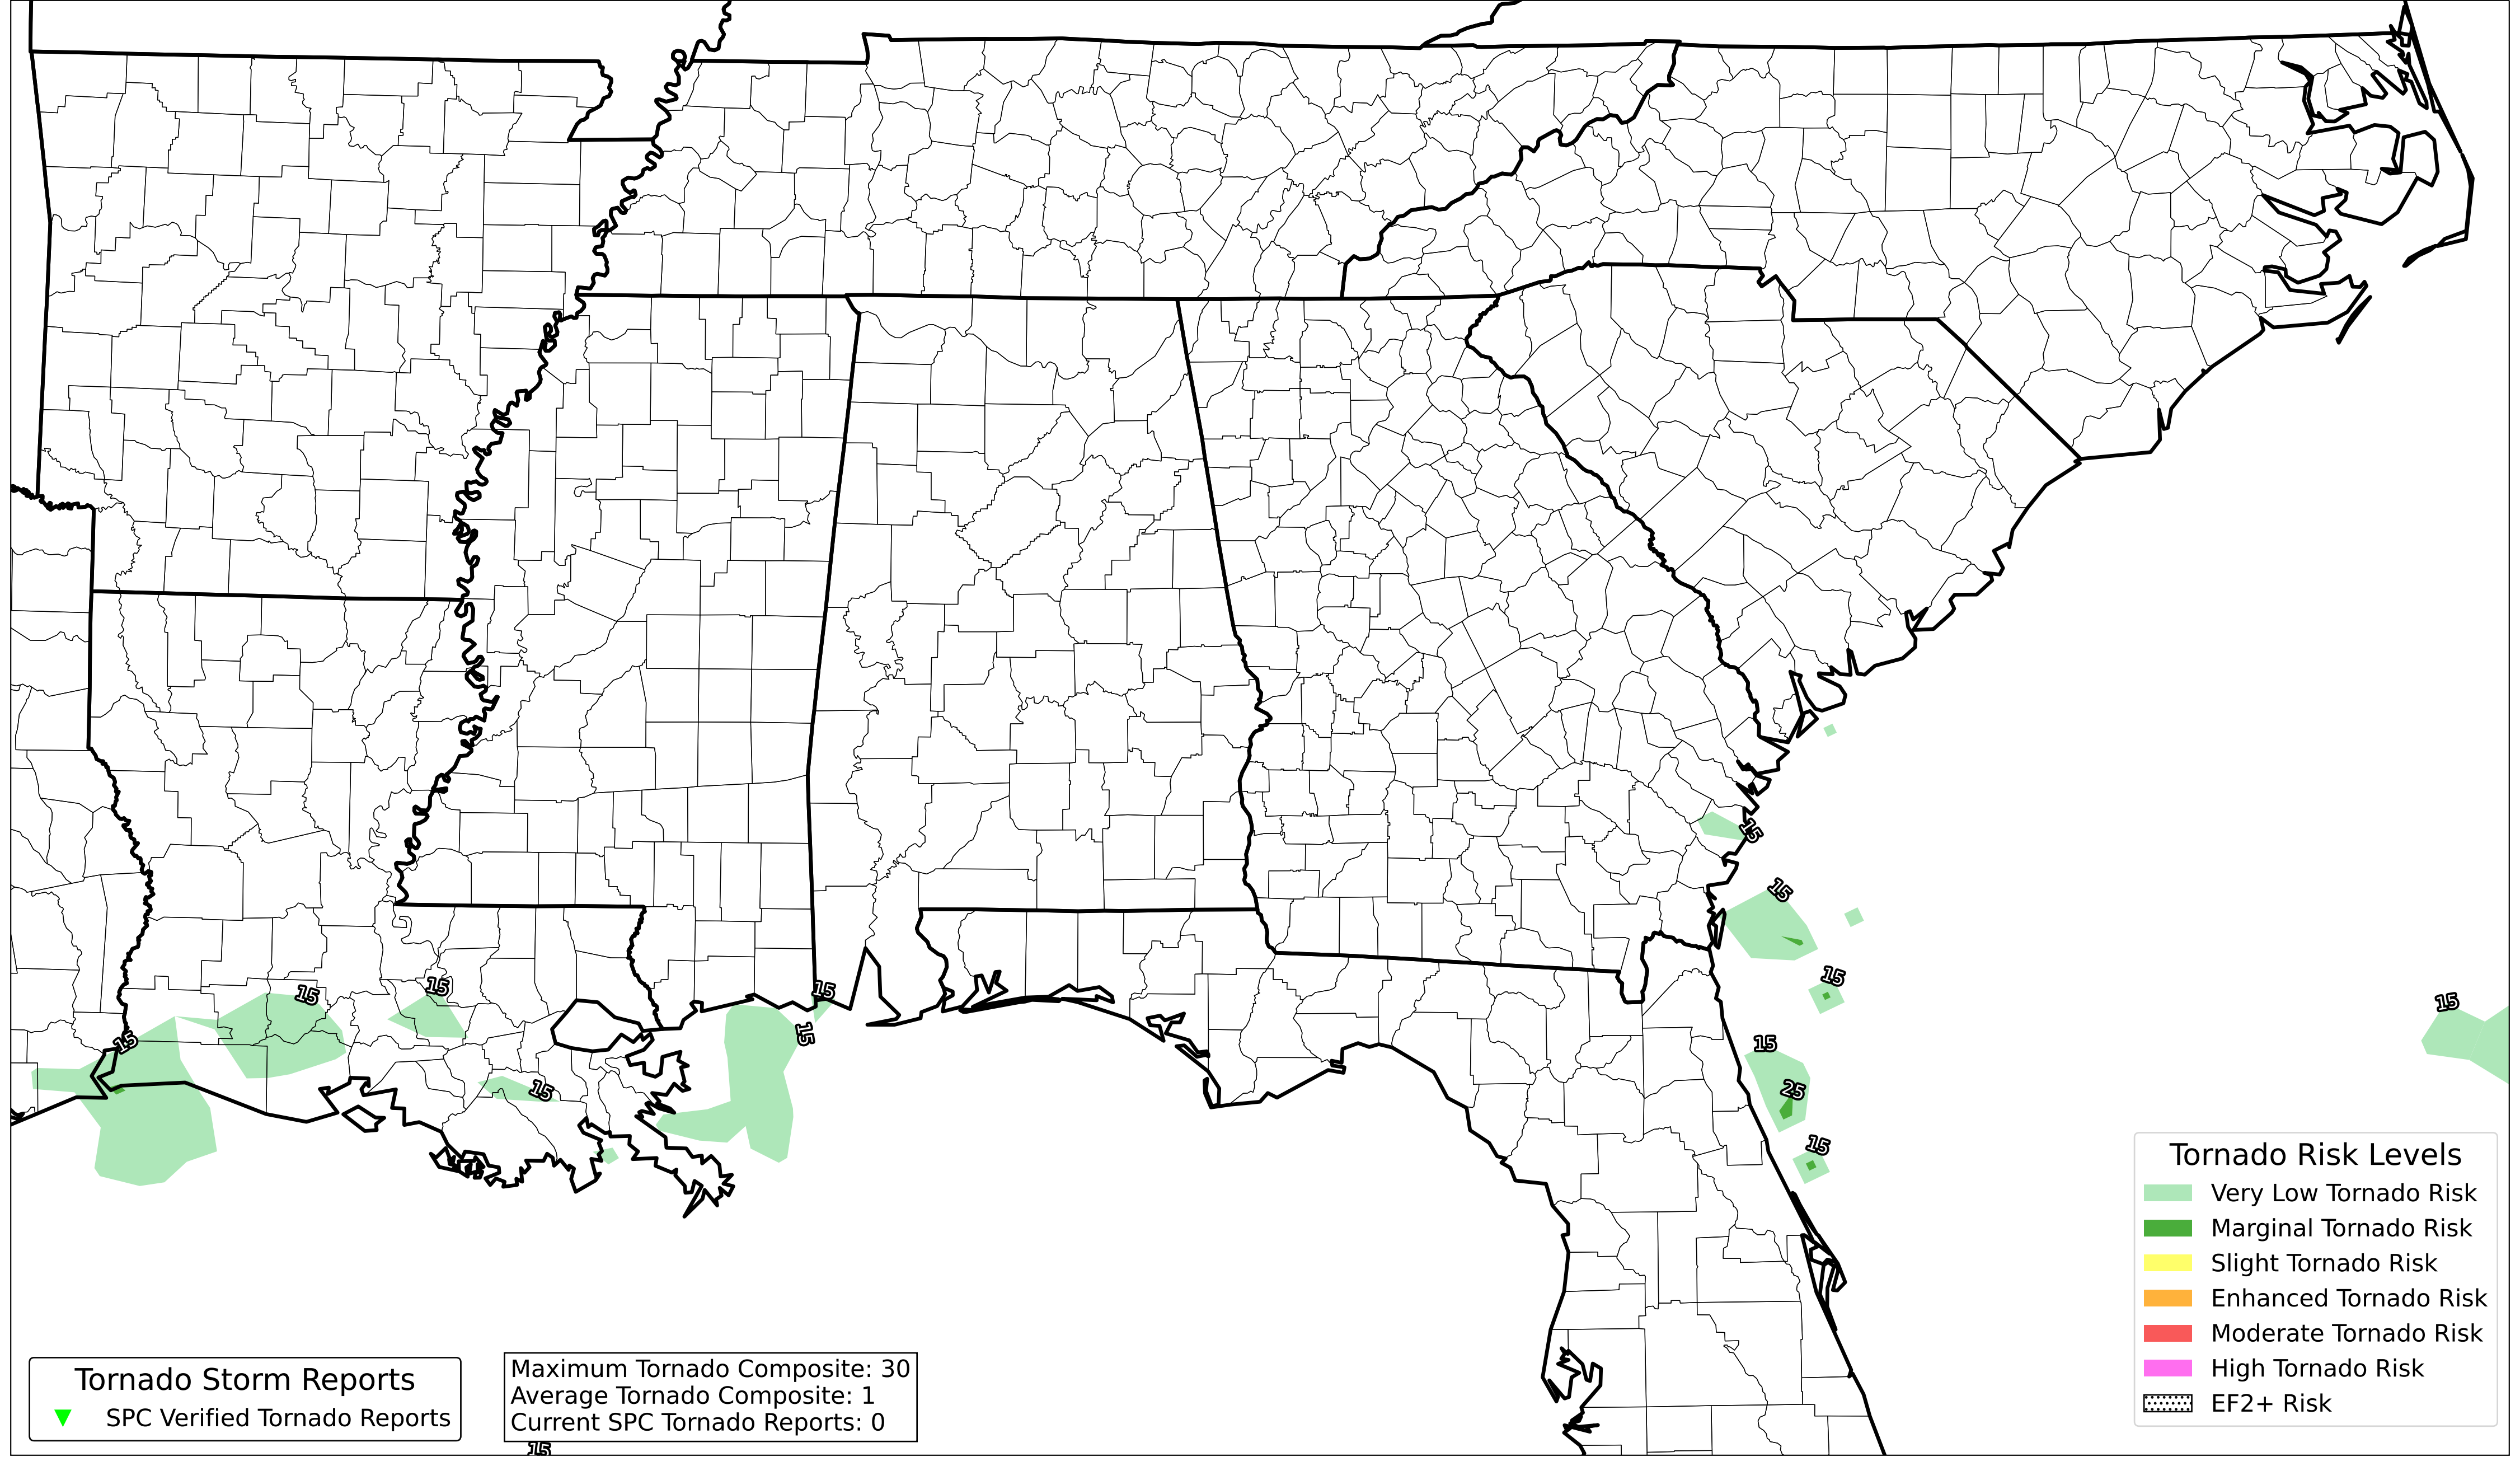 15
15
15
15
15
15
15
15
15
15
15
25
15
15
Tornado Risk Levels
Very Low Tornado Risk
Marginal Tornado Risk
Slight Tornado Risk
Enhanced Tornado Risk
Moderate Tornado Risk
High Tornado Risk
EF2+ Risk
Tornado Storm Reports
SPC Verified Tornado Reports
Maximum Tornado Composite: 30
Average Tornado Composite: 1
Current SPC Tornado Reports: 0
15